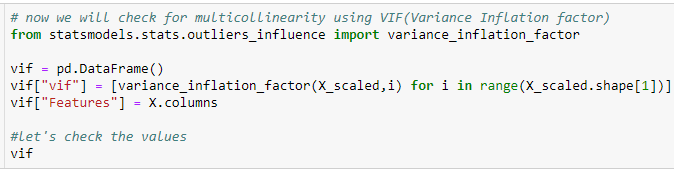 # now we will check for multicollinearity using VIF(Variance Inflation factor)
from statsmodels.stats.outliers_influence import variance_inflation_factor
vif = pd.DataFrame()
vif["vif"] = [variance_inflation_factor(X_scaled,i) for i in range(X_scaled.shape[1])]
vif["Features"] = X.columns
#let's check the values
vif